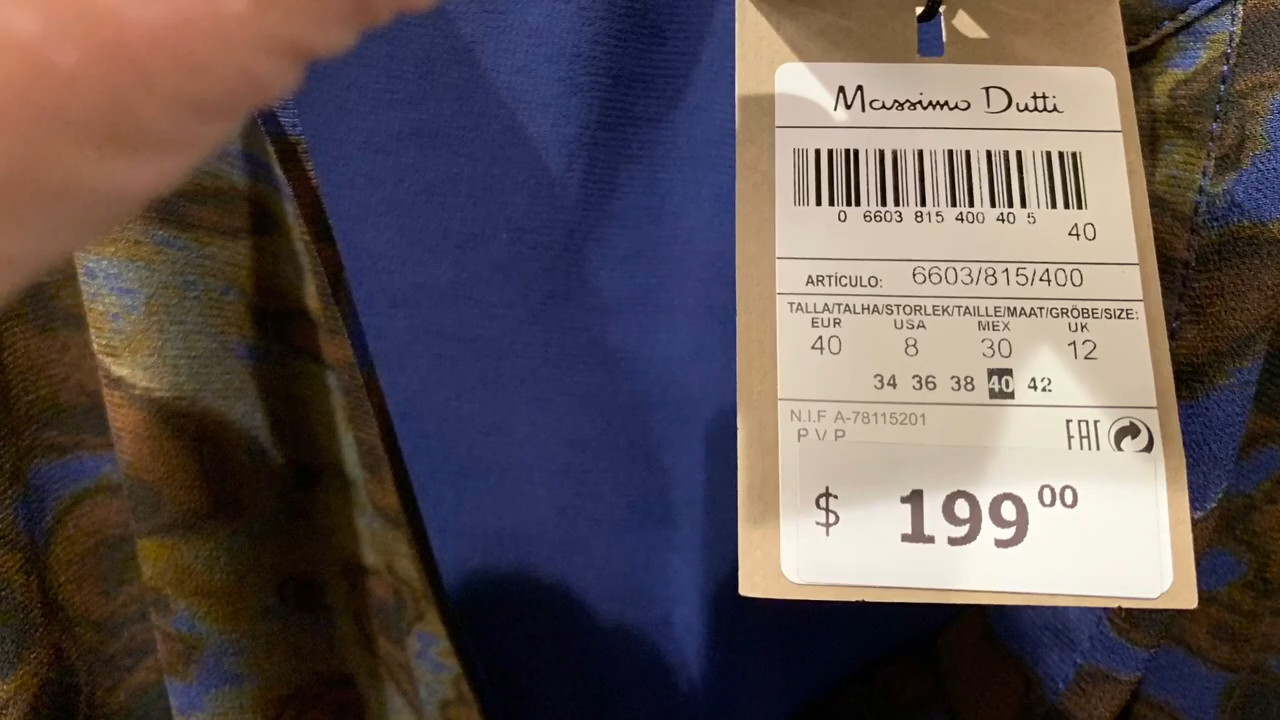 Massimo Dutti
0 6603 815 400 40 5
40
ARTÍCULO: 6603/815/400
TALLA/TALHA/STORLEK/TAILLE/MAAT/GRÖBE/SIZE:
EUR USA MEX UK
40 8 30 12
34 36 38 40 42
N.I.F A-78115201
P.V.P EAC
$ 199 00